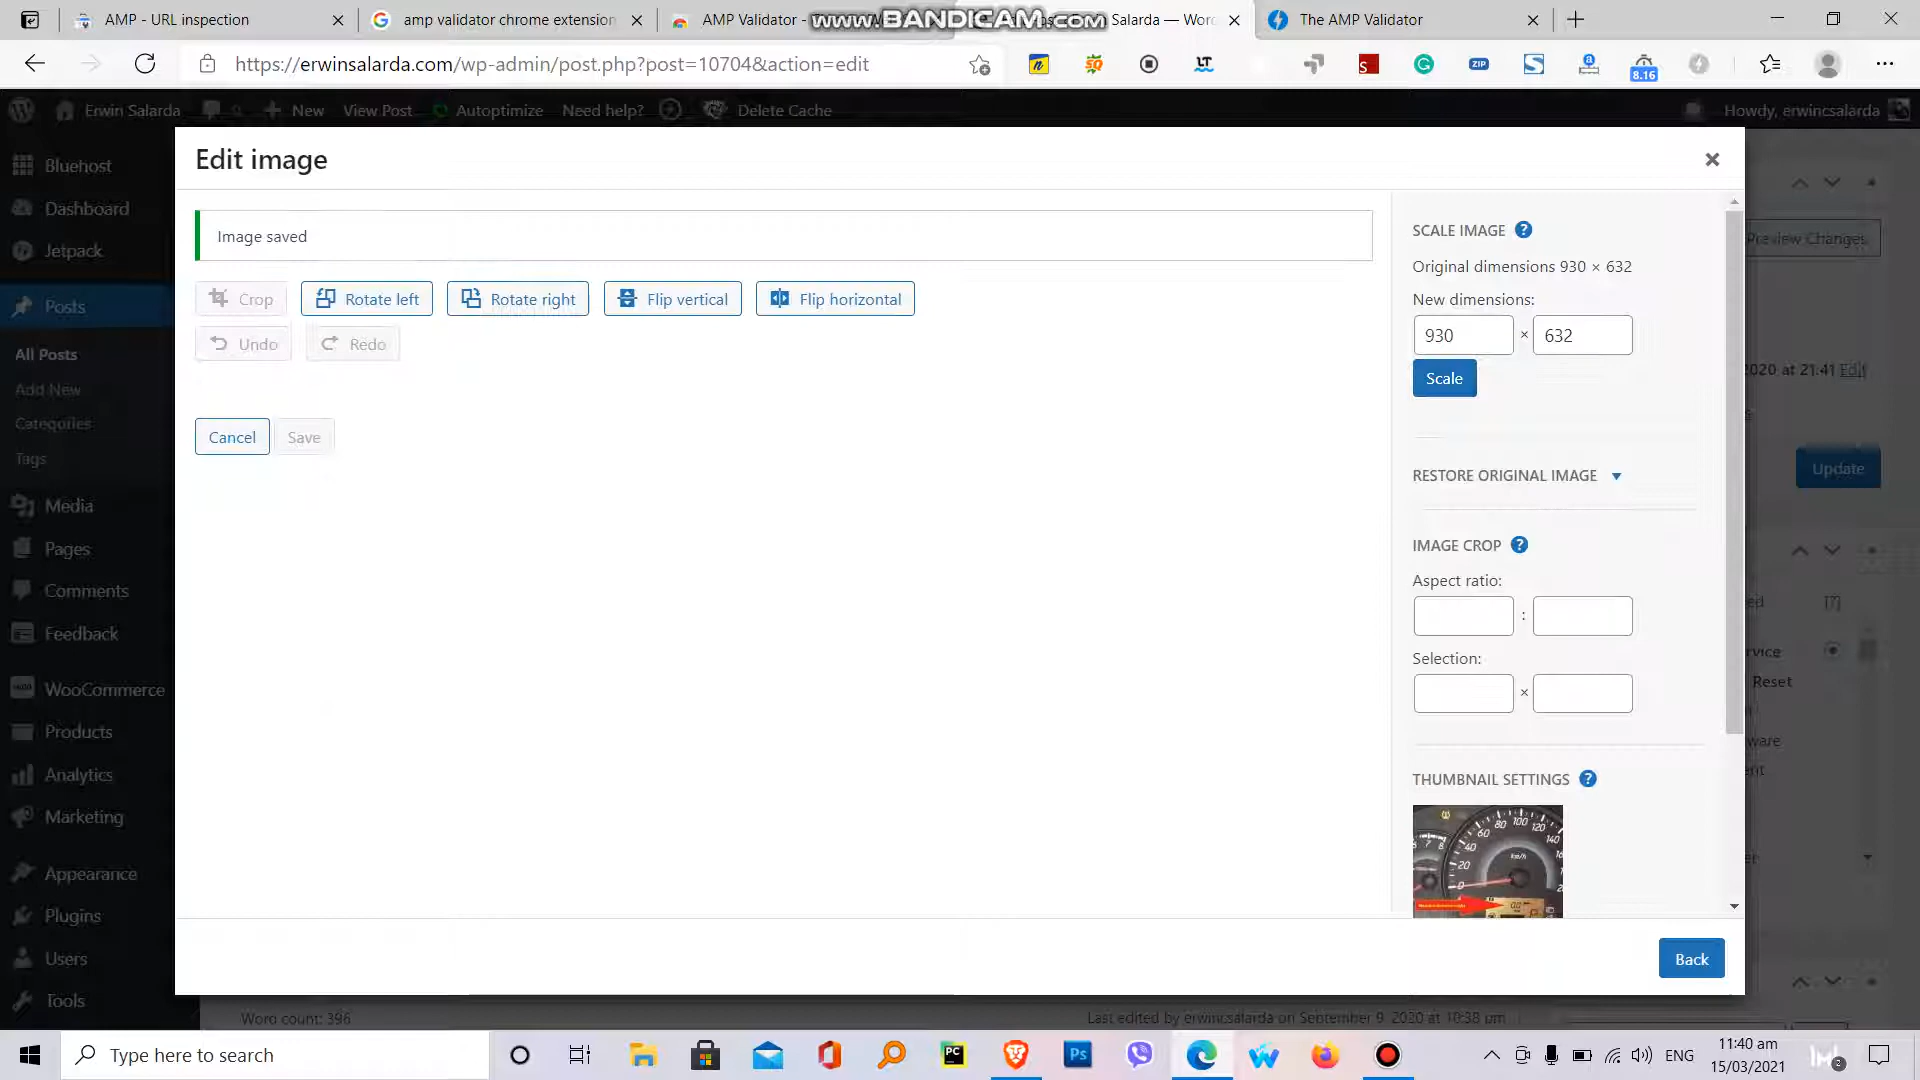 AMP - URL inspection
amp validator chrome extension
AMP Validator -
Salarda — Wor
The AMP Validator
WWW.BANDICAM.COM
https://erwinsalarda.com/wp-admin/post.php?post=10704&action=edit
8.16
Erwin Salarda
New
View Post
Autoptimize
Need help?
Delete Cache
Howdy, erwincsalarda
Bluehost
Dashboard
Jetpack
Posts
All Posts
Add New
Categories
Tags
Media
Pages
Comments
Feedback
WooCommerce
Products
Analytics
Marketing
Appearance
Plugins
Users
Tools
Edit image
Image saved
Crop
Rotate left
Rotate right
Flip vertical
Flip horizontal
Undo
Redo
Cancel
Save
SCALE IMAGE
Original dimensions 930 × 632
New dimensions:
930 × 632
Scale
RESTORE ORIGINAL IMAGE
IMAGE CROP
Aspect ratio:
:
Selection:
×
THUMBNAIL SETTINGS
Back
Preview Changes
2020 at 21:41 Edit
Update
[?]
Reset
Word count: 396
Last edited by erwincsalarda on September 9, 2020 at 10:38 pm
Type here to search
ENG
11:40 am
15/03/2021
2